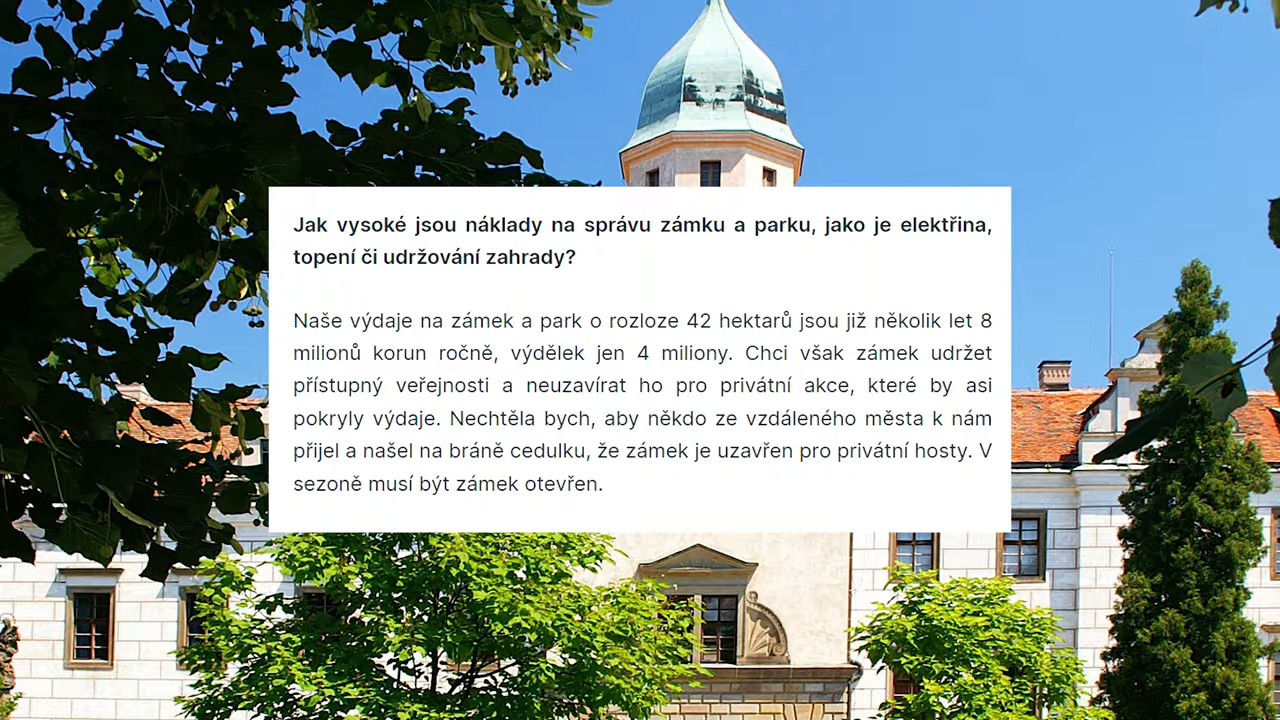 Jak vysoké jsou náklady na správu zámku a parku, jako je elektřina,
topení či udržování zahrady?
Naše výdaje na zámek a park o rozloze 42 hektarů jsou již několik let 8
milionů korun ročně, výdělek jen 4 miliony. Chci však zámek udržet
přístupný veřejnosti a neuzavírat ho pro privátní akce, které by asi
pokryly výdaje. Nechtěla bych, aby někdo ze vzdáleného města k nám
přijel a našel na bráně cedulku, že zámek je uzavřen pro privátní hosty. V
sezoně musí být zámek otevřen.